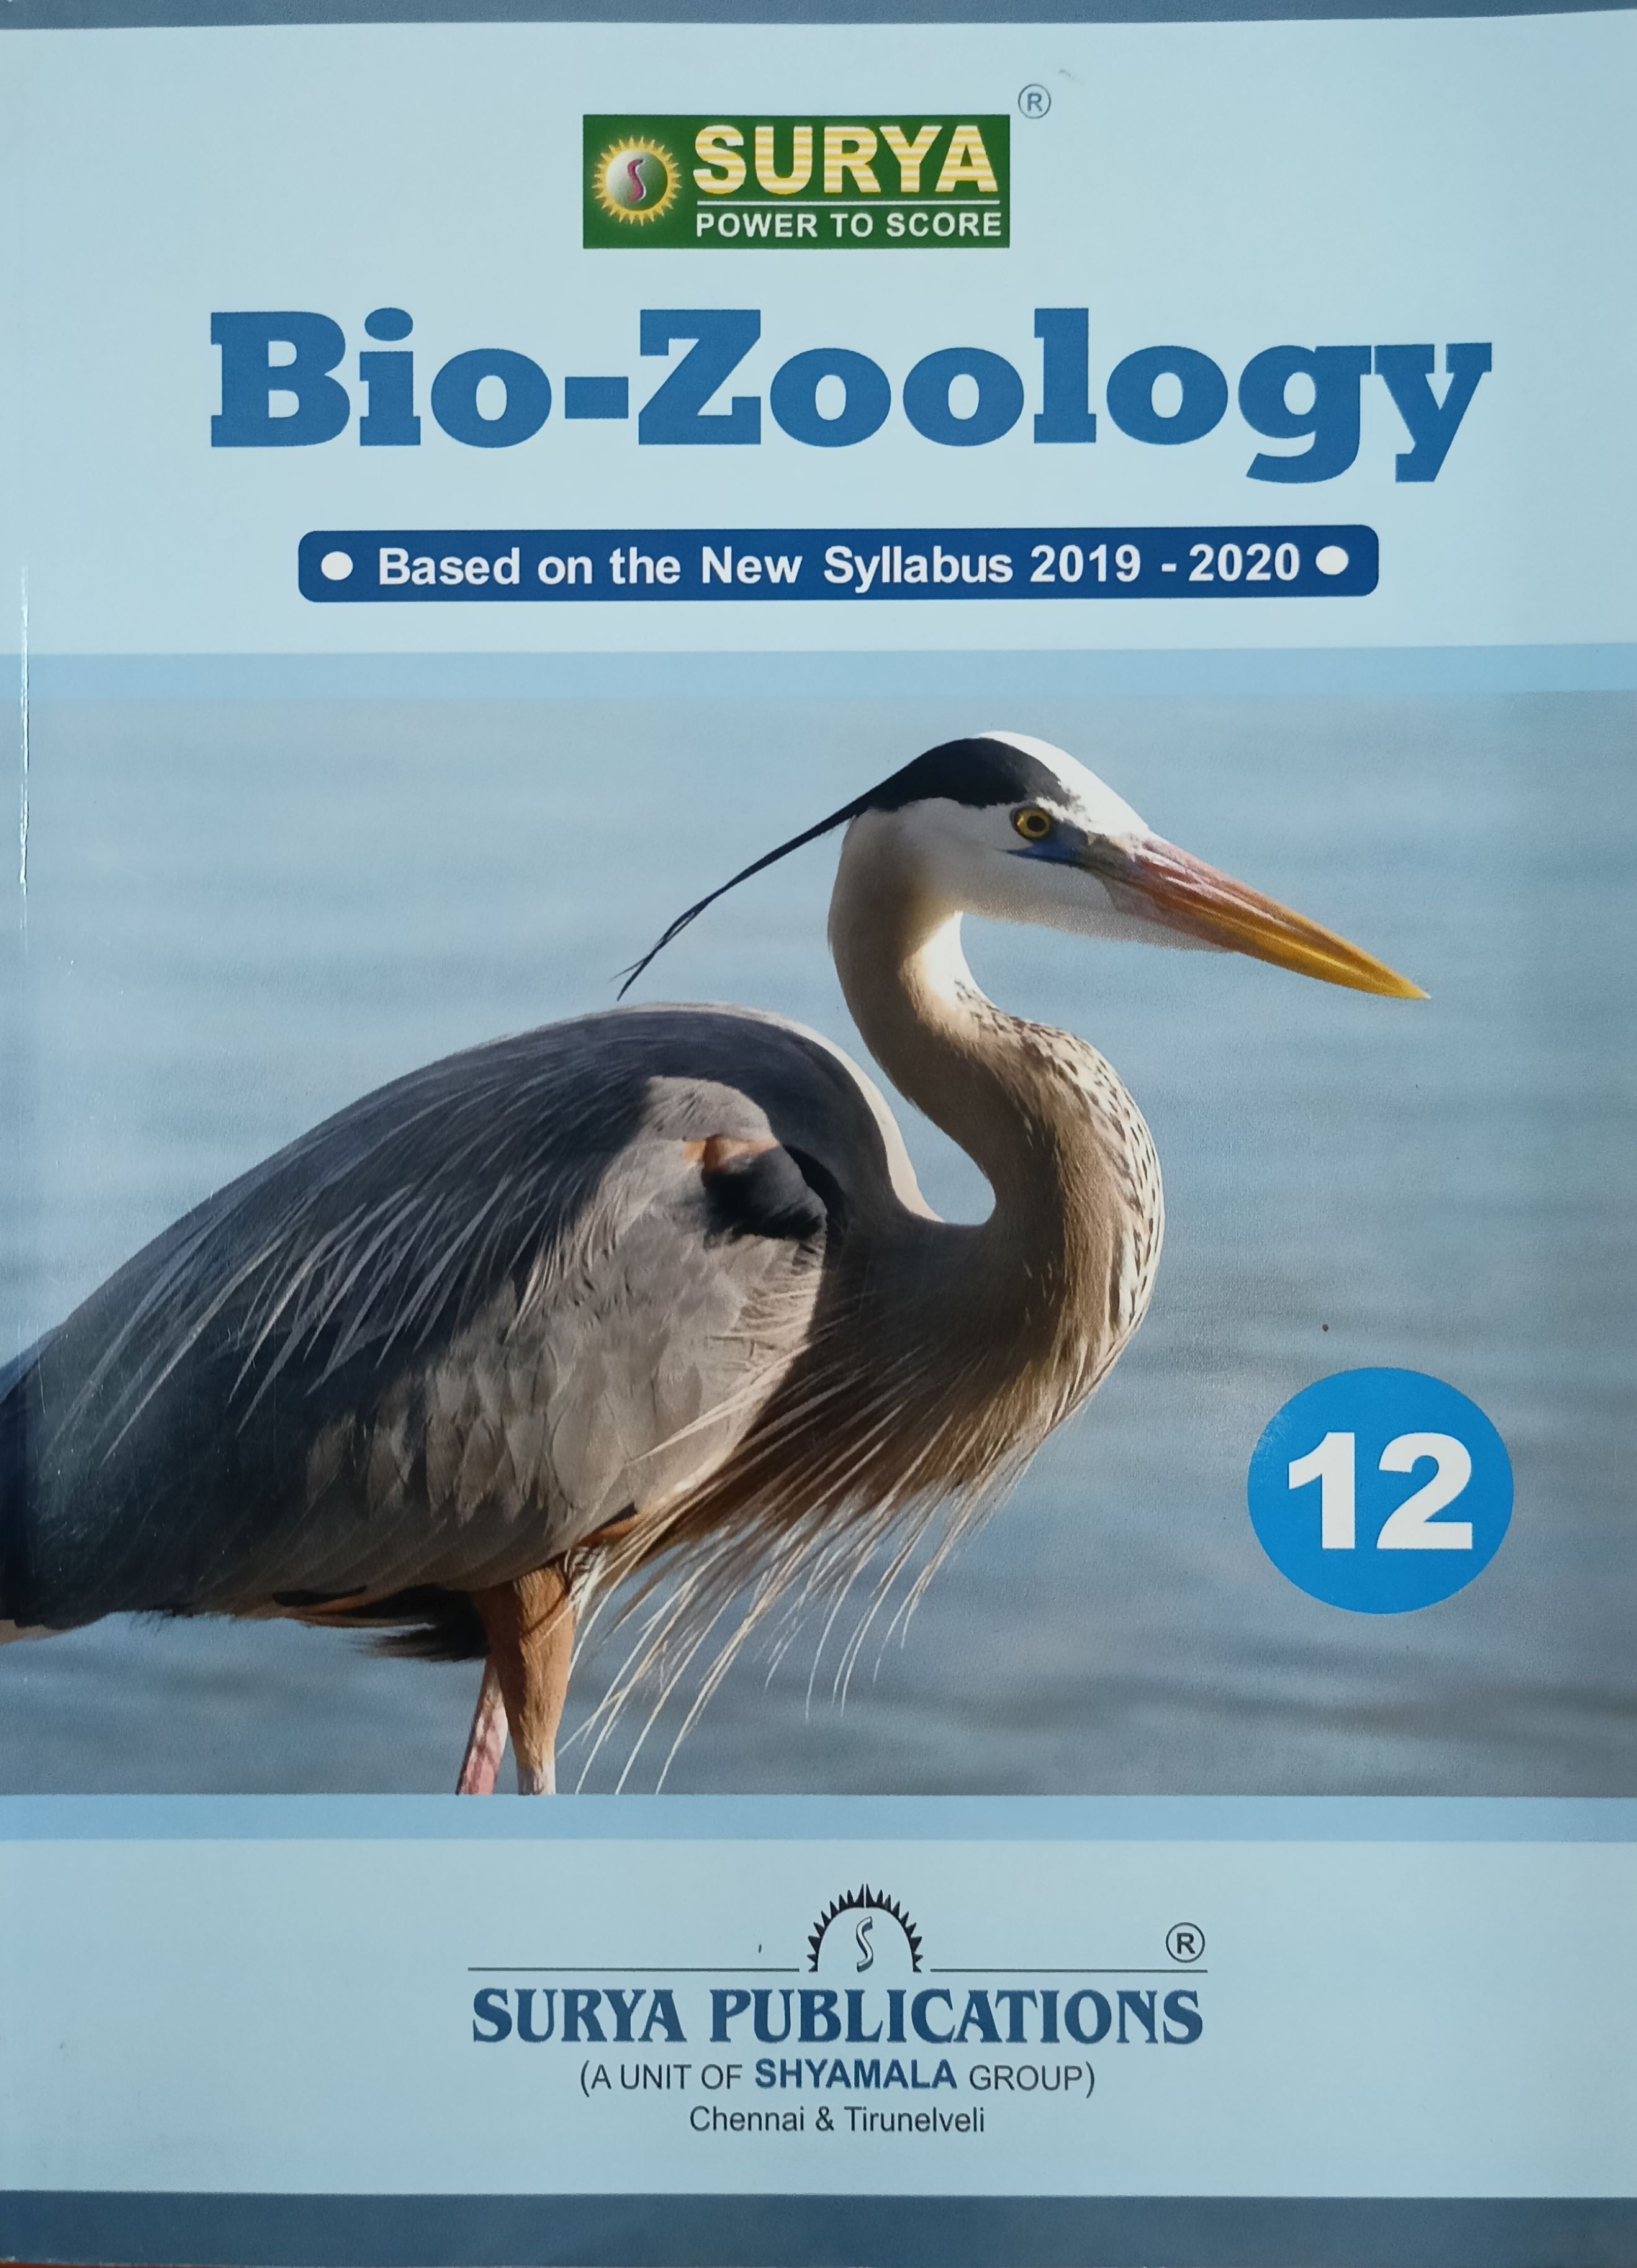 ®
SURYA
POWER TO SCORE
Bio-Zoology
Based on the New Syllabus 2019 - 2020
12
®
S
SURYA PUBLICATIONS
(A UNIT OF SHYAMALA GROUP)
Chennai & Tirunelveli